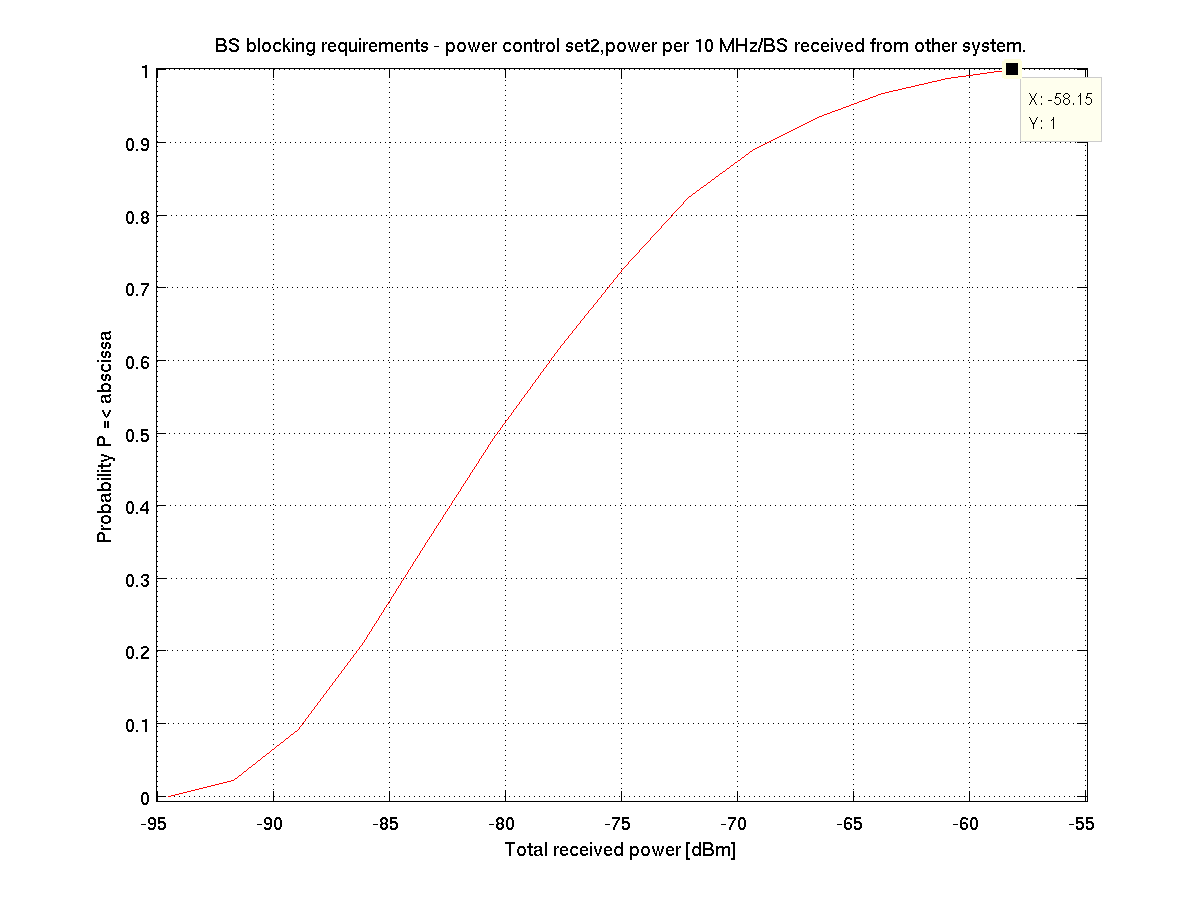 BS blocking requirements - power control set2,power per 10 MHz/BS received from other system.
1
X: -58.15
Y: 1
0.9
0.8
0.7
0.6
0.5
0.4
0.3
0.2
0.1
0
Probability P =< abscissa
-95 -90 -85 -80 -75 -70 -65 -60 -55
Total received power [dBm]